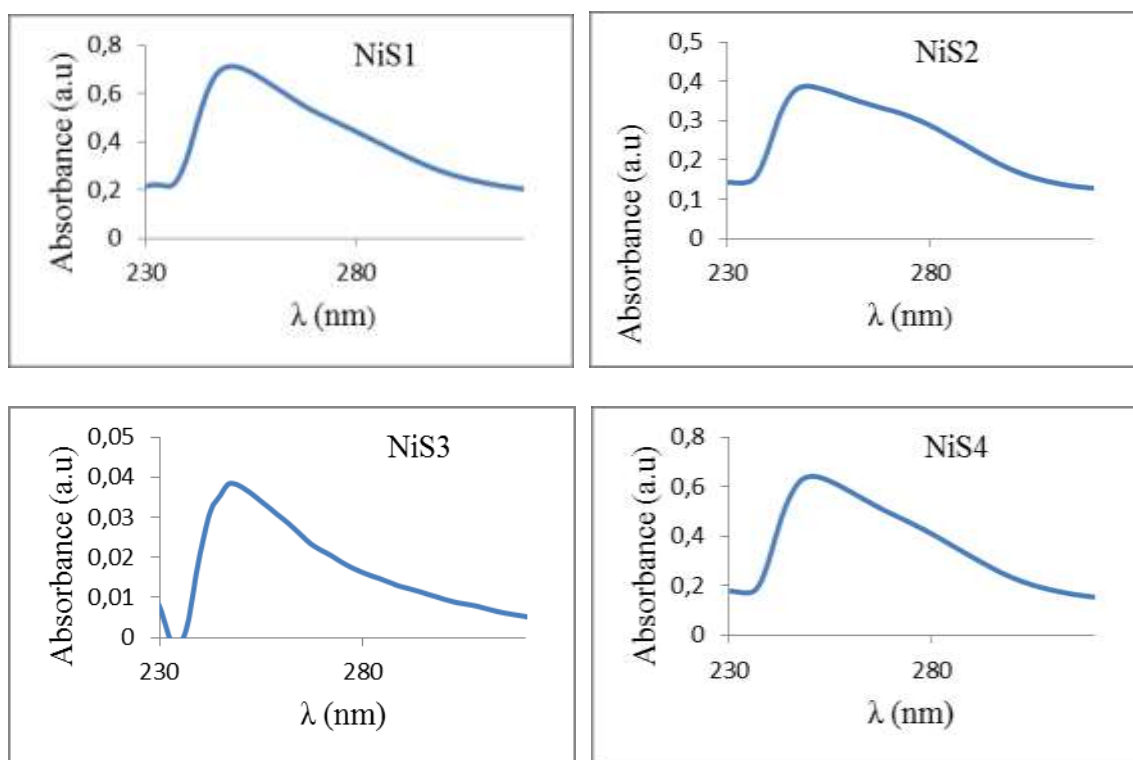 NiS1
Absorbance (a.u)
0,8
0,6
0,4
0,2
0
230
280
λ (nm)
NiS2
Absorbance (a.u)
0,5
0,4
0,3
0,2
0,1
0
230
280
λ (nm)
NiS3
Absorbance (a.u)
0,05
0,04
0,03
0,02
0,01
0
230
280
λ (nm)
NiS4
Absorbance (a.u)
0,8
0,6
0,4
0,2
0
230
280
λ (nm)